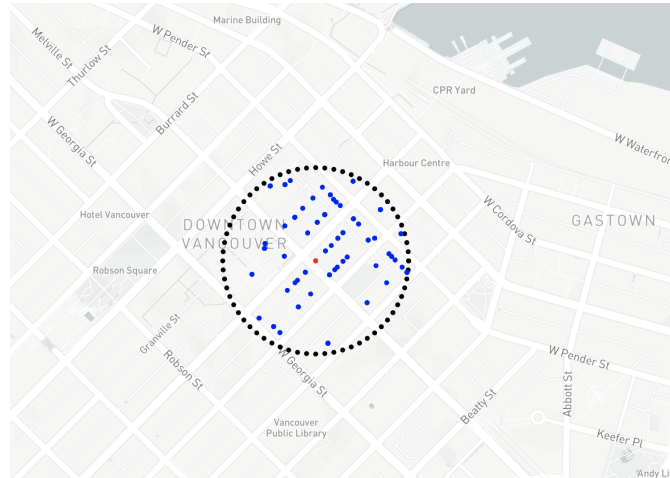 Marine Building
W Pender St
Melville St
Thurlow St
CPR Yard
Burrard St
W Georgia St
W Waterfron
Howe St
Harbour Centre
Hotel Vancouver
DOWNTOWN
VANCOUVER
W Cordova St
GASTOWN
Robson Square
Granville St
Robson St
W Georgia St
W Pender St
Abbott St
Beatty St
Vancouver
Public Library
Keefer Pl
Andy Li